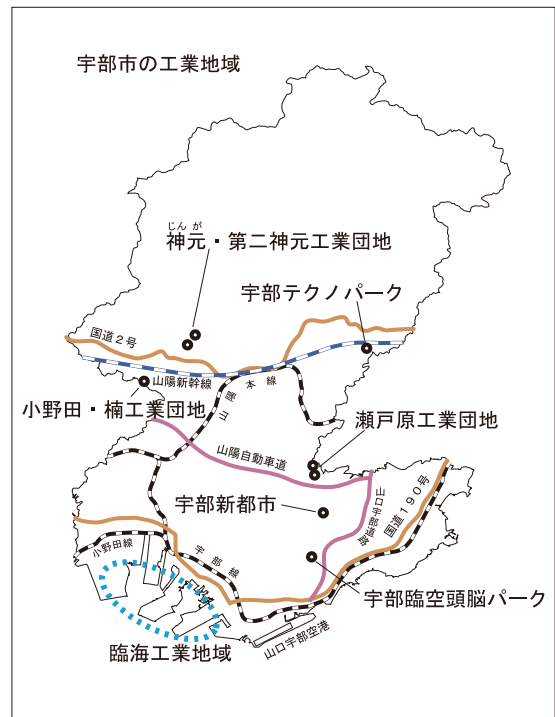 宇部市の工業地域
じんが
神元・第二神元工業団地
宇部テクノパーク
国道2号
山陽新幹線
山陽本線
小野田・楠工業団地
瀬戸原工業団地
山陽自動車道
宇部新都市
山口宇部道路
国道190号
小野田線
宇部線
宇部臨空頭脳パーク
臨海工業地域
山口宇部空港